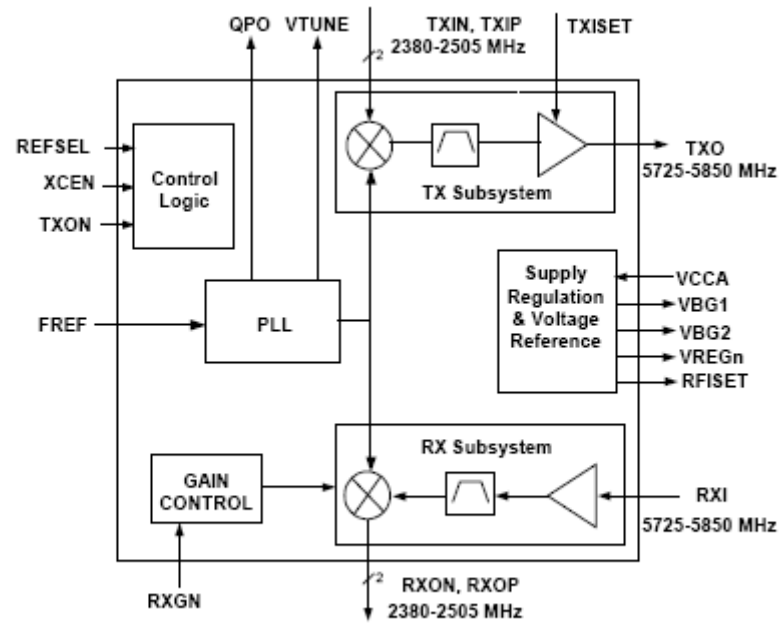 QPO
VTUNE
2
TXIN, TXIP
2380-2505 MHz
TXISET
REFSEL
XCEN
TXON
Control
Logic
TX Subsystem
TXO
5725-5850 MHz
FREF
PLL
Supply
Regulation
& Voltage
Reference
VCCA
VBG1
VBG2
VREGn
RFISET
GAIN
CONTROL
RX Subsystem
RXI
5725-5850 MHz
RXGN
2
RXON, RXOP
2380-2505 MHz